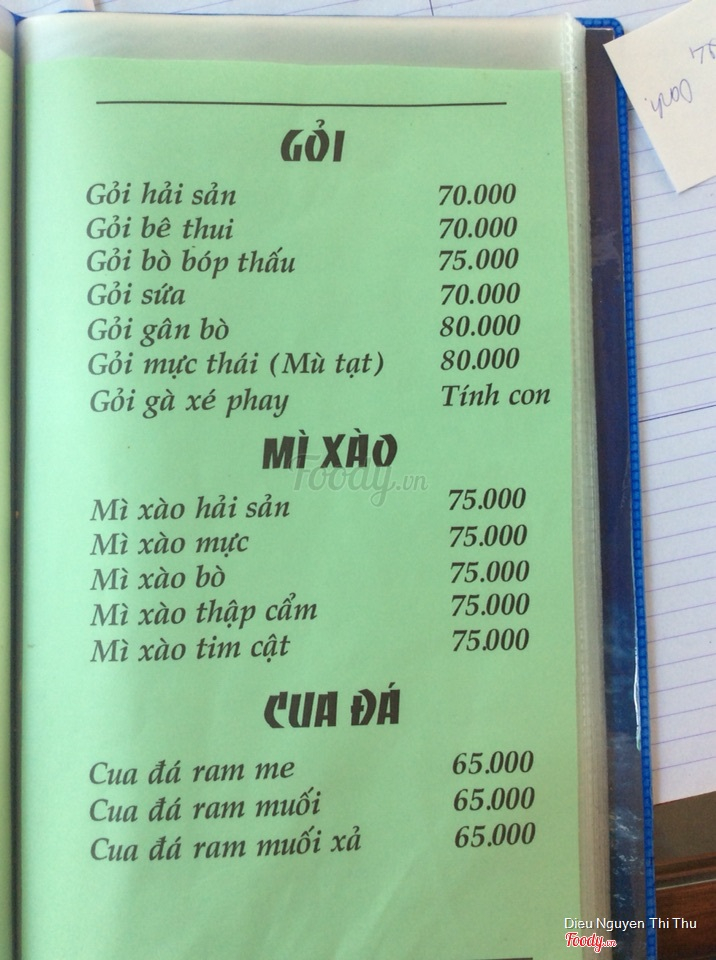 GỎI
Gỏi hải sản 70.000
Gỏi bê thui 70.000
Gỏi bò bóp thấu 75.000
Gỏi sứa 70.000
Gỏi gân bò 80.000
Gỏi mực thái (Mù tạt) 80.000
Gỏi gà xé phay Tính con
MÌ XÀO
Foody.vn
Mì xào hải sản 75.000
Mì xào mực 75.000
Mì xào bò 75.000
Mì xào thập cẩm 75.000
Mì xào tim cật 75.000
CUA ĐÁ
Cua đá ram me 65.000
Cua đá ram muối 65.000
Cua đá ram muối xả 65.000
Dieu Nguyen Thi Thu
Foody.vn